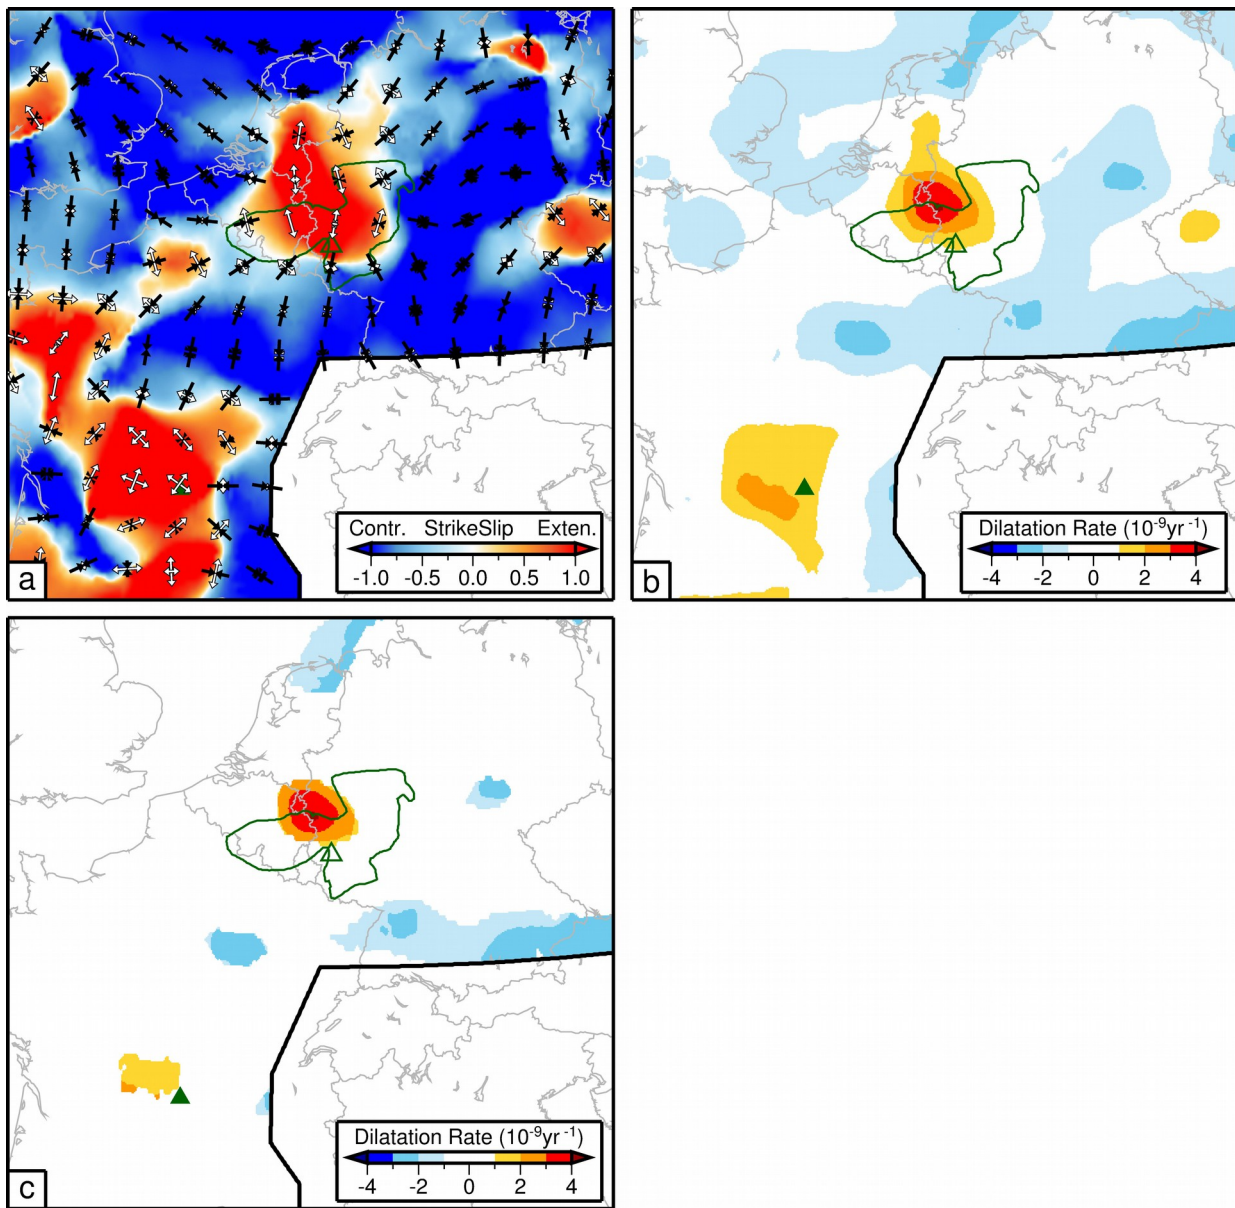 Contr. StrikeSlip Exten.
-1.0 -0.5 0.0 0.5 1.0
a
Dilatation Rate (10⁻⁹yr⁻¹)
-4 -2 0 2 4
b
Dilatation Rate (10⁻⁹yr⁻¹)
-4 -2 0 2 4
c